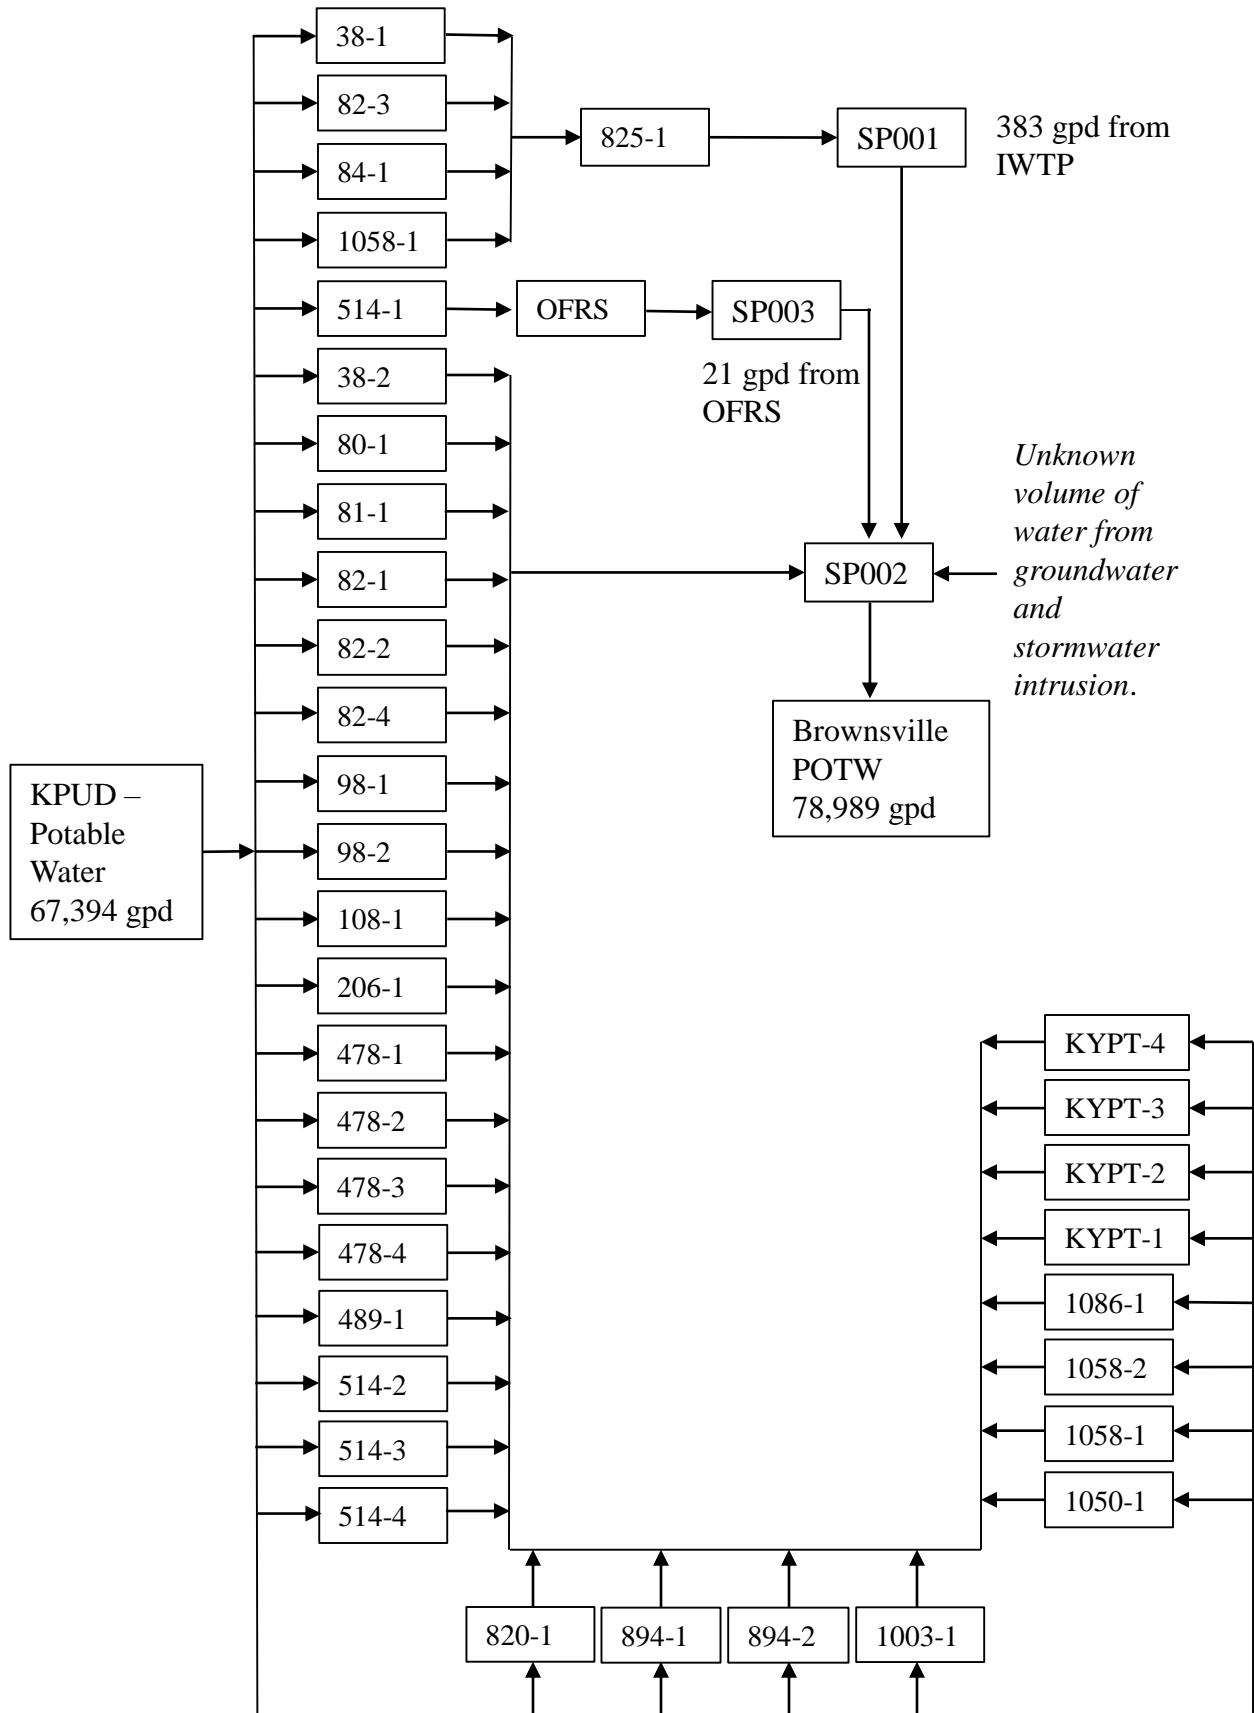 38-1
82-3
84-1
1058-1
825-1
SP001
383 gpd from
IWTP
514-1
OFRS
SP003
21 gpd from
OFRS
38-2
80-1
81-1
82-1
82-2
82-4
98-1
98-2
108-1
206-1
478-1
478-2
478-3
478-4
489-1
514-2
514-3
514-4
SP002
Unknown
volume of
water from
groundwater
and
stormwater
intrusion.
Brownsville
POTW
78,989 gpd
KPUD –
Potable
Water
67,394 gpd
KYPT-4
KYPT-3
KYPT-2
KYPT-1
1086-1
1058-2
1058-1
1050-1
820-1
894-1
894-2
1003-1